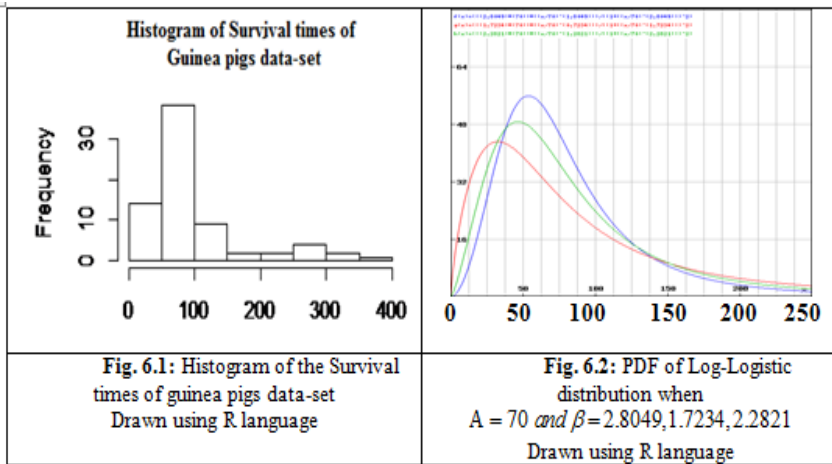 Histogram of Survival times of
Guinea pigs data-set
Frequency
30
10
0
0 100 200 300 400
64
48
32
16
50 100 150 200
0 50 100 150 200 250
Fig. 6.1: Histogram of the Survival
times of guinea pigs data-set
Drawn using R language
Fig. 6.2: PDF of Log-Logistic
distribution when
A = 70 and β = 2.8049,1.7234,2.2821
Drawn using R language